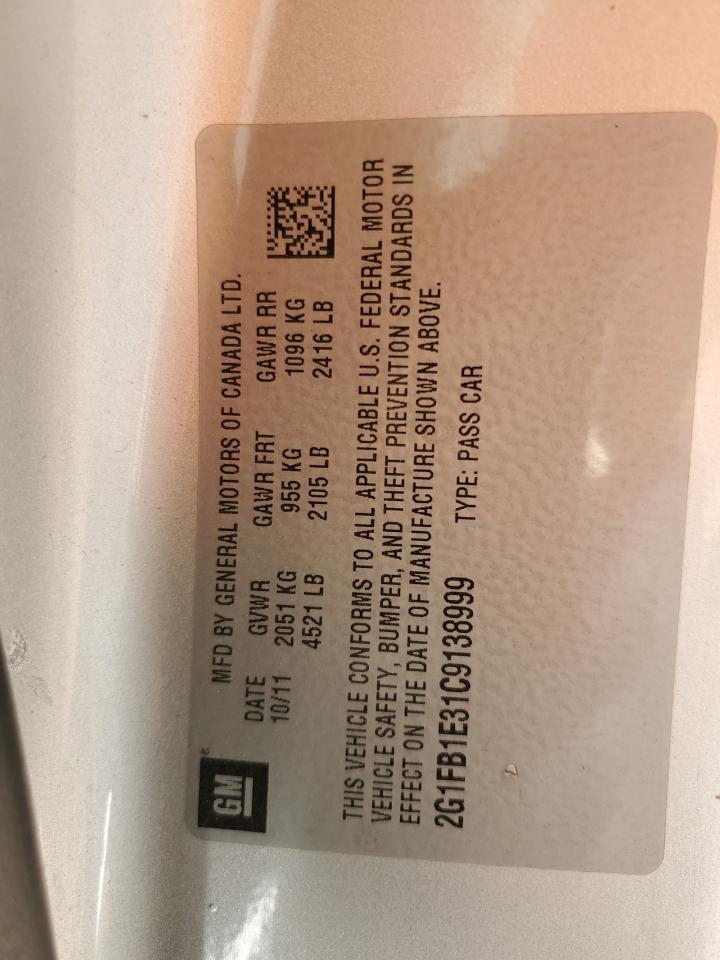 GM®
MFD BY GENERAL MOTORS OF CANADA LTD.
DATE GVWR GAWR FRT GAWR RR
10/11 2051 KG 955 KG 1096 KG
4521 LB 2105 LB 2416 LB
THIS VEHICLE CONFORMS TO ALL APPLICABLE U.S. FEDERAL MOTOR
VEHICLE SAFETY, BUMPER, AND THEFT PREVENTION STANDARDS IN
EFFECT ON THE DATE OF MANUFACTURE SHOWN ABOVE.
2G1FB1E31C9138999 TYPE: PASS CAR